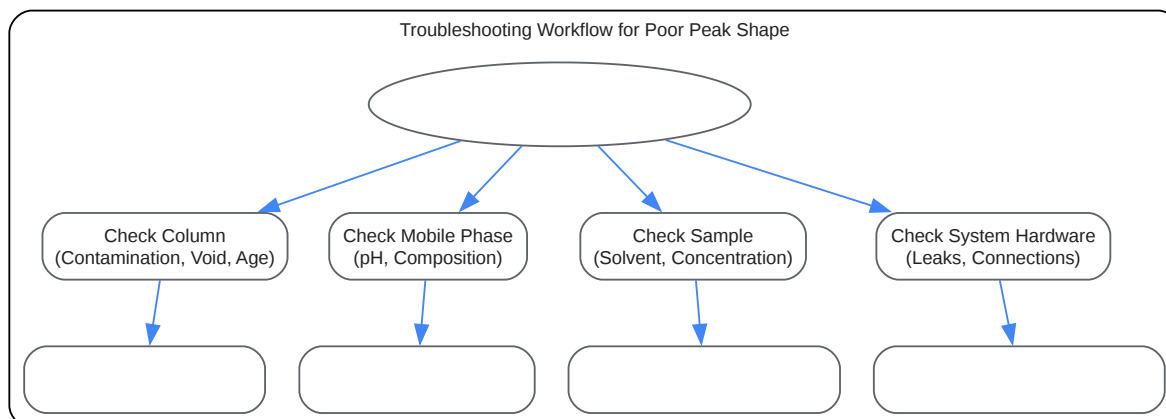 Troubleshooting Workflow for Poor Peak Shape
Check Column
(Contamination, Void, Age)
Check Mobile Phase
(pH, Composition)
Check Sample
(Solvent, Concentration)
Check System Hardware
(Leaks, Connections)